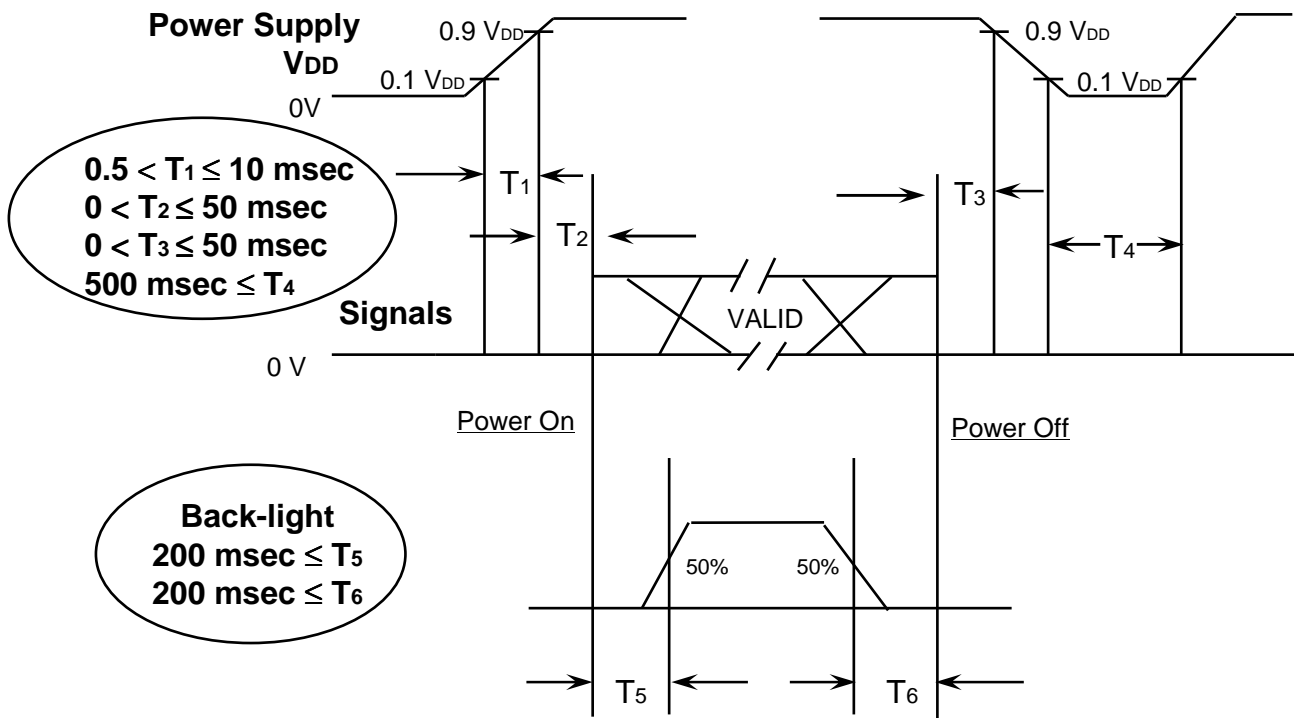 Power Supply
VDD
0.9 VDD
0.1 VDD
0V
0.9 VDD
0.1 VDD
0.5 < T1 ≤ 10 msec
0 < T2 ≤ 50 msec
0 < T3 ≤ 50 msec
500 msec ≤ T4
T1
T2
T3
T4
Signals
VALID
0 V
Power On
Power Off
Back-light
200 msec ≤ T5
200 msec ≤ T6
50%
50%
T5
T6